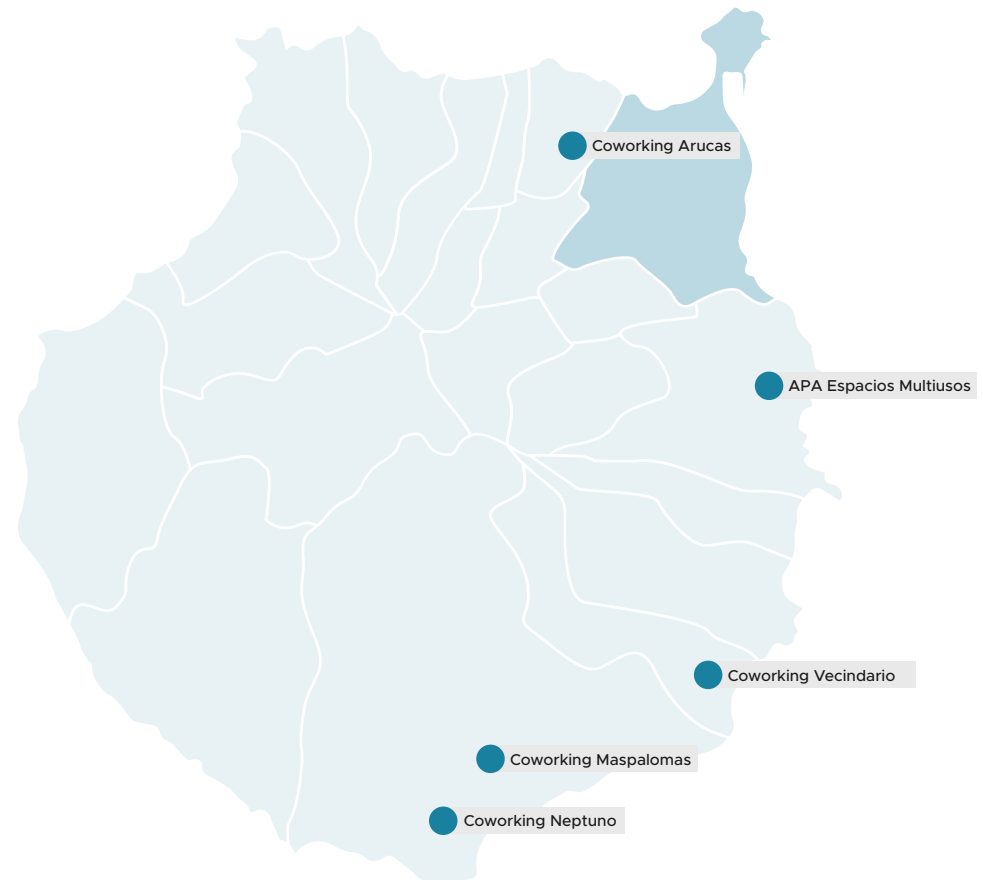 Coworking Arucas
APA Espacios Multiusos
Coworking Vecindario
Coworking Maspalomas
Coworking Neptuno